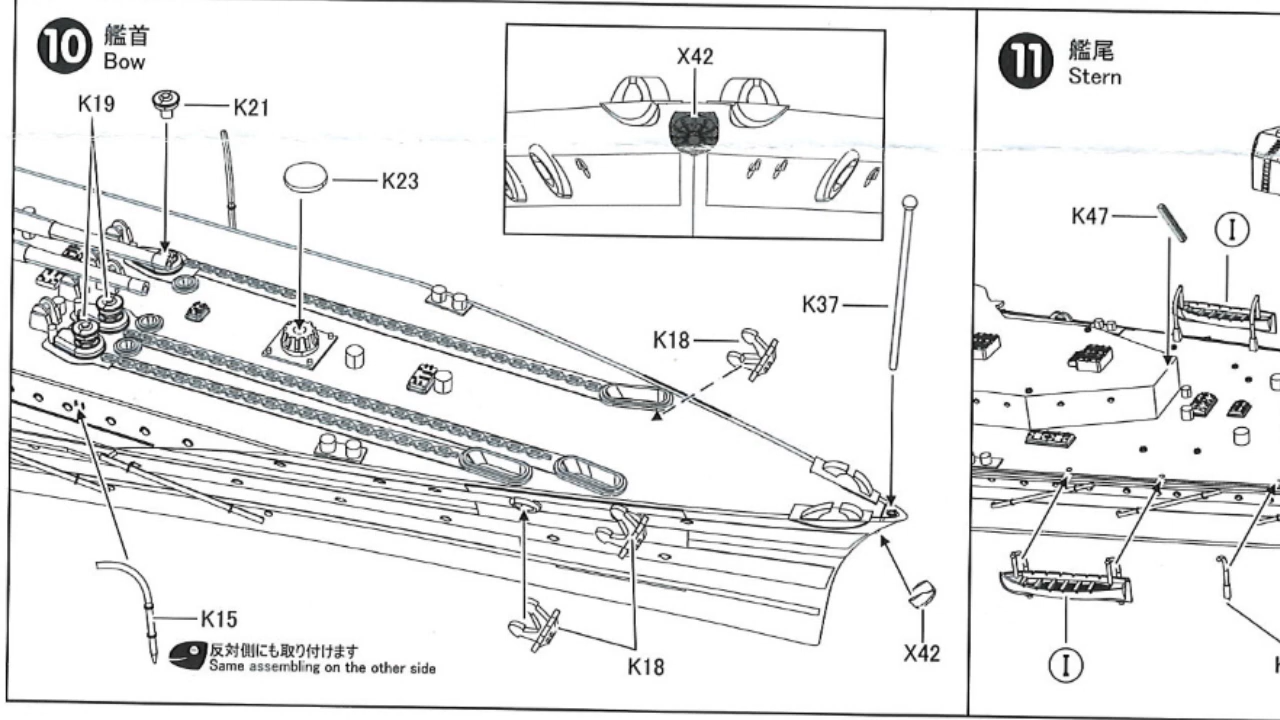 10 艦首
Bow
K19
K21
K23
X42
K37
K18
K15
反対側にも取り付けます
Same assembling on the other side
K18
X42
11 艦尾
Stern
K47
I
I